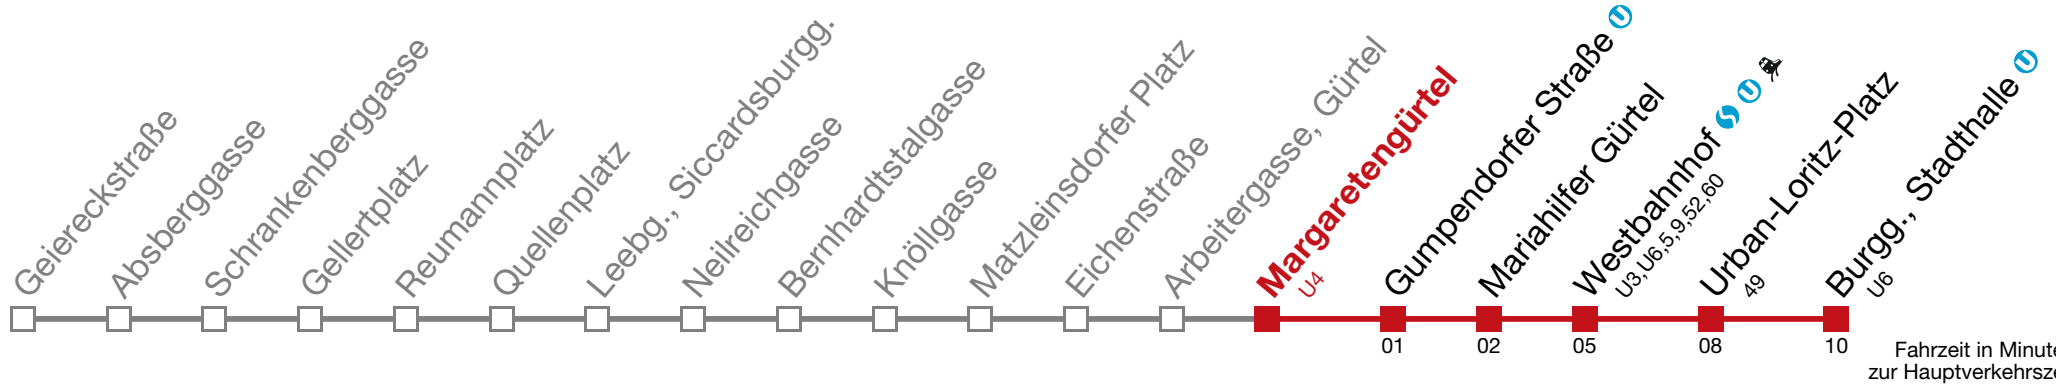 Geiereckstraße
Absberggasse
Schrankenberggasse
Gellertplatz
Reumannplatz
Quellenplatz
Leebg., Siccardsburgg.
Neilreichgasse
Bernhardtstalgasse
Knöllgasse
Matzleinsdorfer Platz
Eichenstraße
Arbeitergasse, Gürtel
Margaretengürtel
U4
Gumpendorfer Straße U
Mariahilfer Gürtel
Westbahnhof S U
U3,U6,5,9,52,60
Urban-Loritz-Platz
49
Burgg., Stadthalle U
U6
01 02 05 08 10
Fahrzeit in Minute
zur Hauptverkehrsze